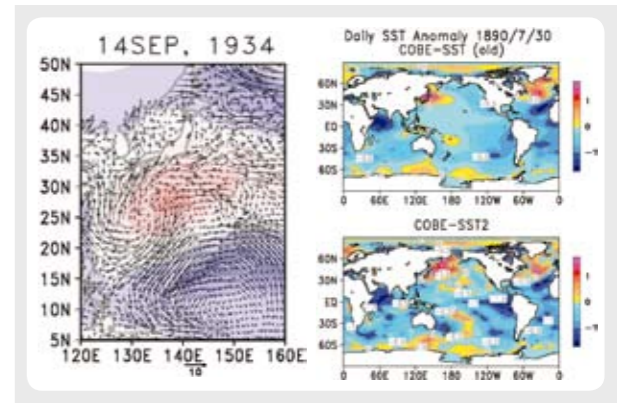 14SEP, 1934
50N
45N
40N
35N
30N
25N
20N
15N
10N
5N
120E 130E 140E 150E 160E
10
Daily SST Anomaly 1890/7/30
COBE-SST (old)
60N
30N
EQ
30S
60S
0 60E 120E 180 120W 60W 0
1
0
-1
COBE-SST2
60N
30N
EQ
30S
60S
0 60E 120E 180 120W 60W 0
1
0
-1